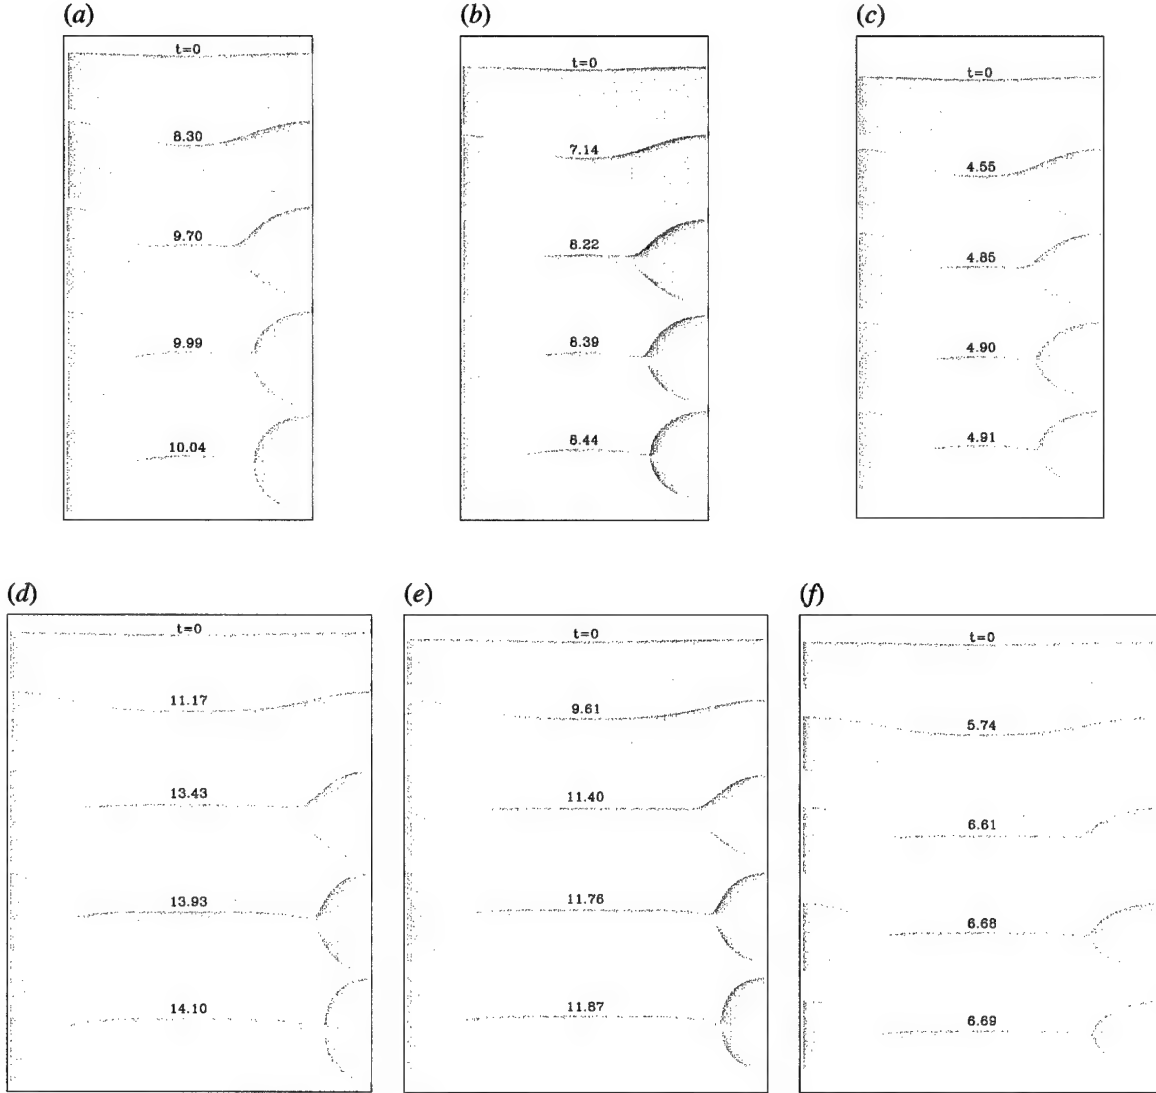 (a)
t=0
8.30
9.70
9.99
10.04
(b)
t=0
7.14
8.22
8.39
8.44
(c)
t=0
4.55
4.85
4.90
4.91
(d)
t=0
11.17
13.43
13.93
14.10
(e)
t=0
9.61
11.40
11.76
11.87
(f)
t=0
5.74
6.61
6.68
6.69